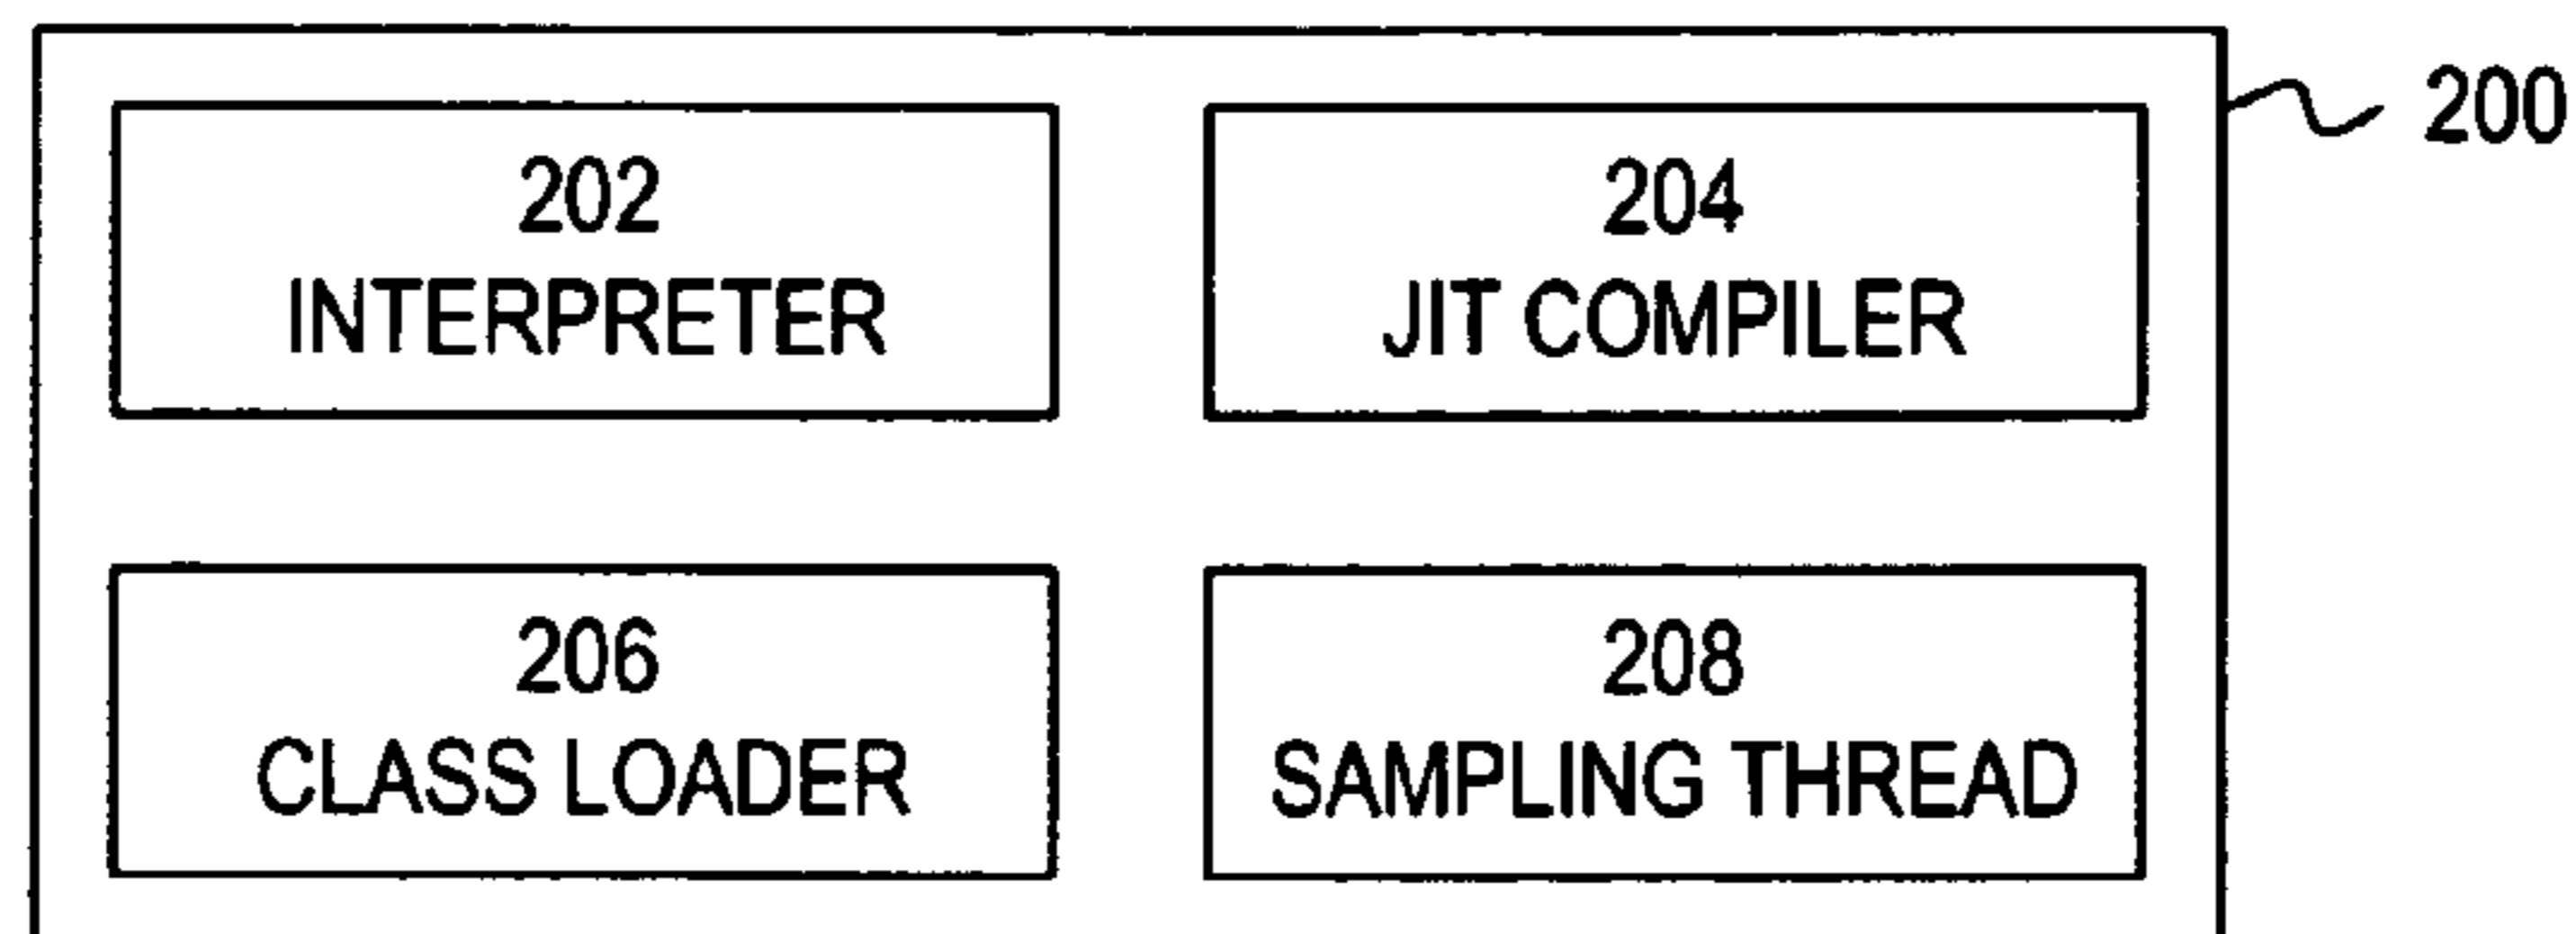 200
202
INTERPRETER
204
JIT COMPILER
206
CLASS LOADER
208
SAMPLING THREAD